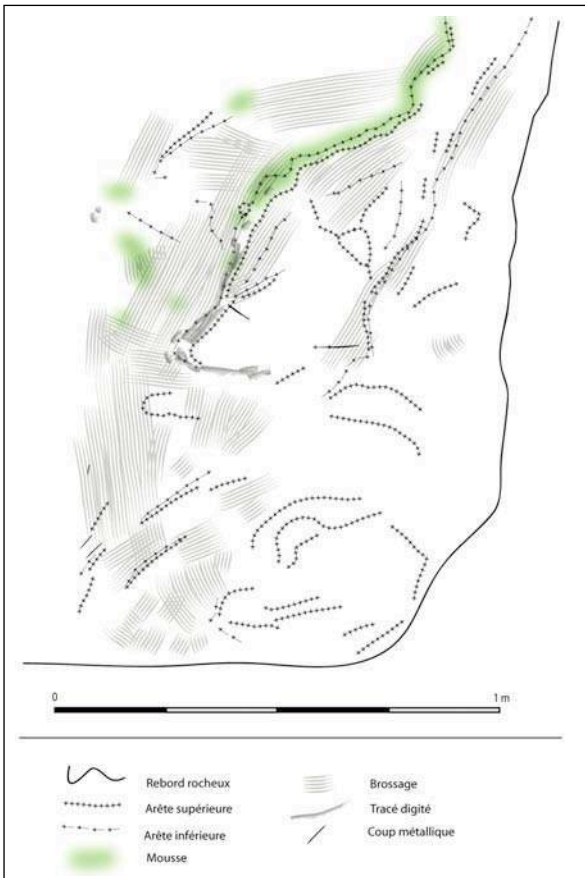 0 1 m
Rebord rocheux
Arête supérieure
Arête inférieure
Mousse
Brossage
Tracé digité
Coup métallique